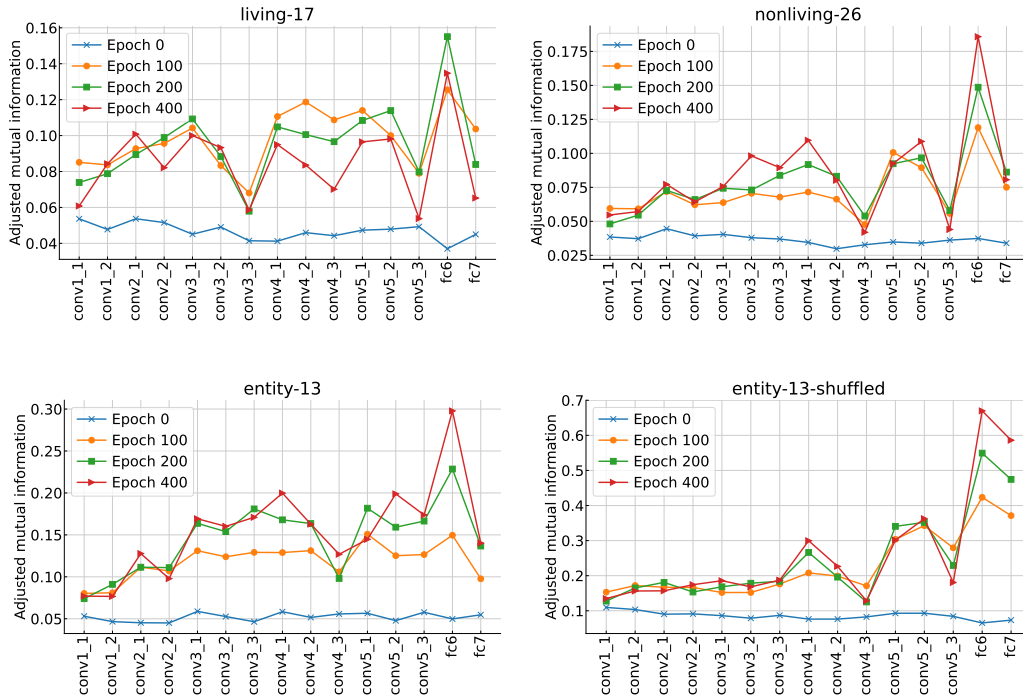 living-17
Adjusted mutual information
0.16
0.14
0.12
0.10
0.08
0.06
0.04
Epoch 0
Epoch 100
Epoch 200
Epoch 400
conv1_1
conv1_2
conv2_1
conv2_2
conv3_1
conv3_2
conv3_3
conv4_1
conv4_2
conv4_3
conv5_1
conv5_2
conv5_3
fc6
fc7
nonliving-26
Adjusted mutual information
0.175
0.150
0.125
0.100
0.075
0.050
0.025
Epoch 0
Epoch 100
Epoch 200
Epoch 400
conv1_1
conv1_2
conv2_1
conv2_2
conv3_1
conv3_2
conv3_3
conv4_1
conv4_2
conv4_3
conv5_1
conv5_2
conv5_3
fc6
fc7
entity-13
Adjusted mutual information
0.30
0.25
0.20
0.15
0.10
0.05
Epoch 0
Epoch 100
Epoch 200
Epoch 400
conv1_1
conv1_2
conv2_1
conv2_2
conv3_1
conv3_2
conv3_3
conv4_1
conv4_2
conv4_3
conv5_1
conv5_2
conv5_3
fc6
fc7
entity-13-shuffled
Adjusted mutual information
0.7
0.6
0.5
0.4
0.3
0.2
0.1
Epoch 0
Epoch 100
Epoch 200
Epoch 400
conv1_1
conv1_2
conv2_1
conv2_2
conv3_1
conv3_2
conv3_3
conv4_1
conv4_2
conv4_3
conv5_1
conv5_2
conv5_3
fc6
fc7